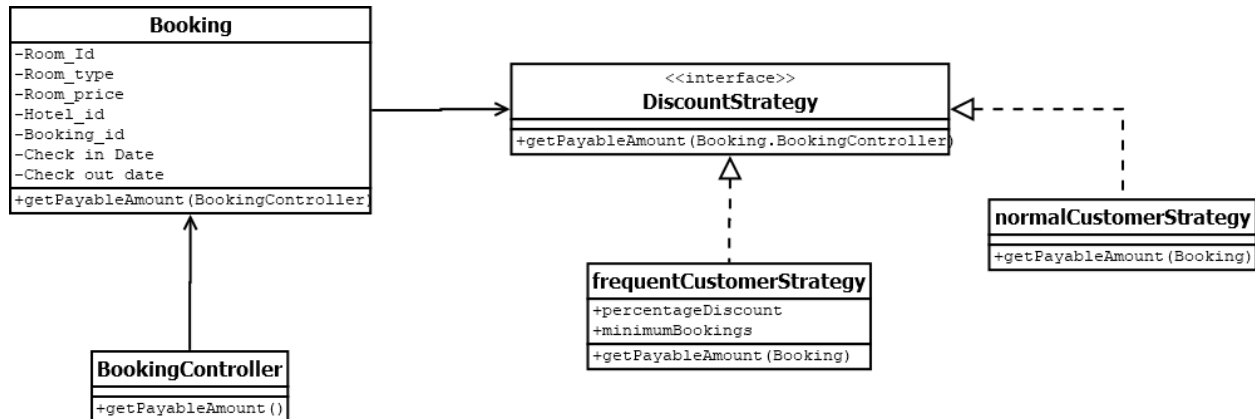 Booking
-Room_Id
-Room_type
-Room_price
-Hotel_id
-Booking_id
-Check in Date
-Check out date
+getPayableAmount(BookingController)
<<interface>>
DiscountStrategy
+getPayableAmount(Booking.BookingController)
normalCustomerStrategy
+getPayableAmount(Booking)
frequentCustomerStrategy
+percentageDiscount
+minimumBookings
+getPayableAmount(Booking)
BookingController
+getPayableAmount()